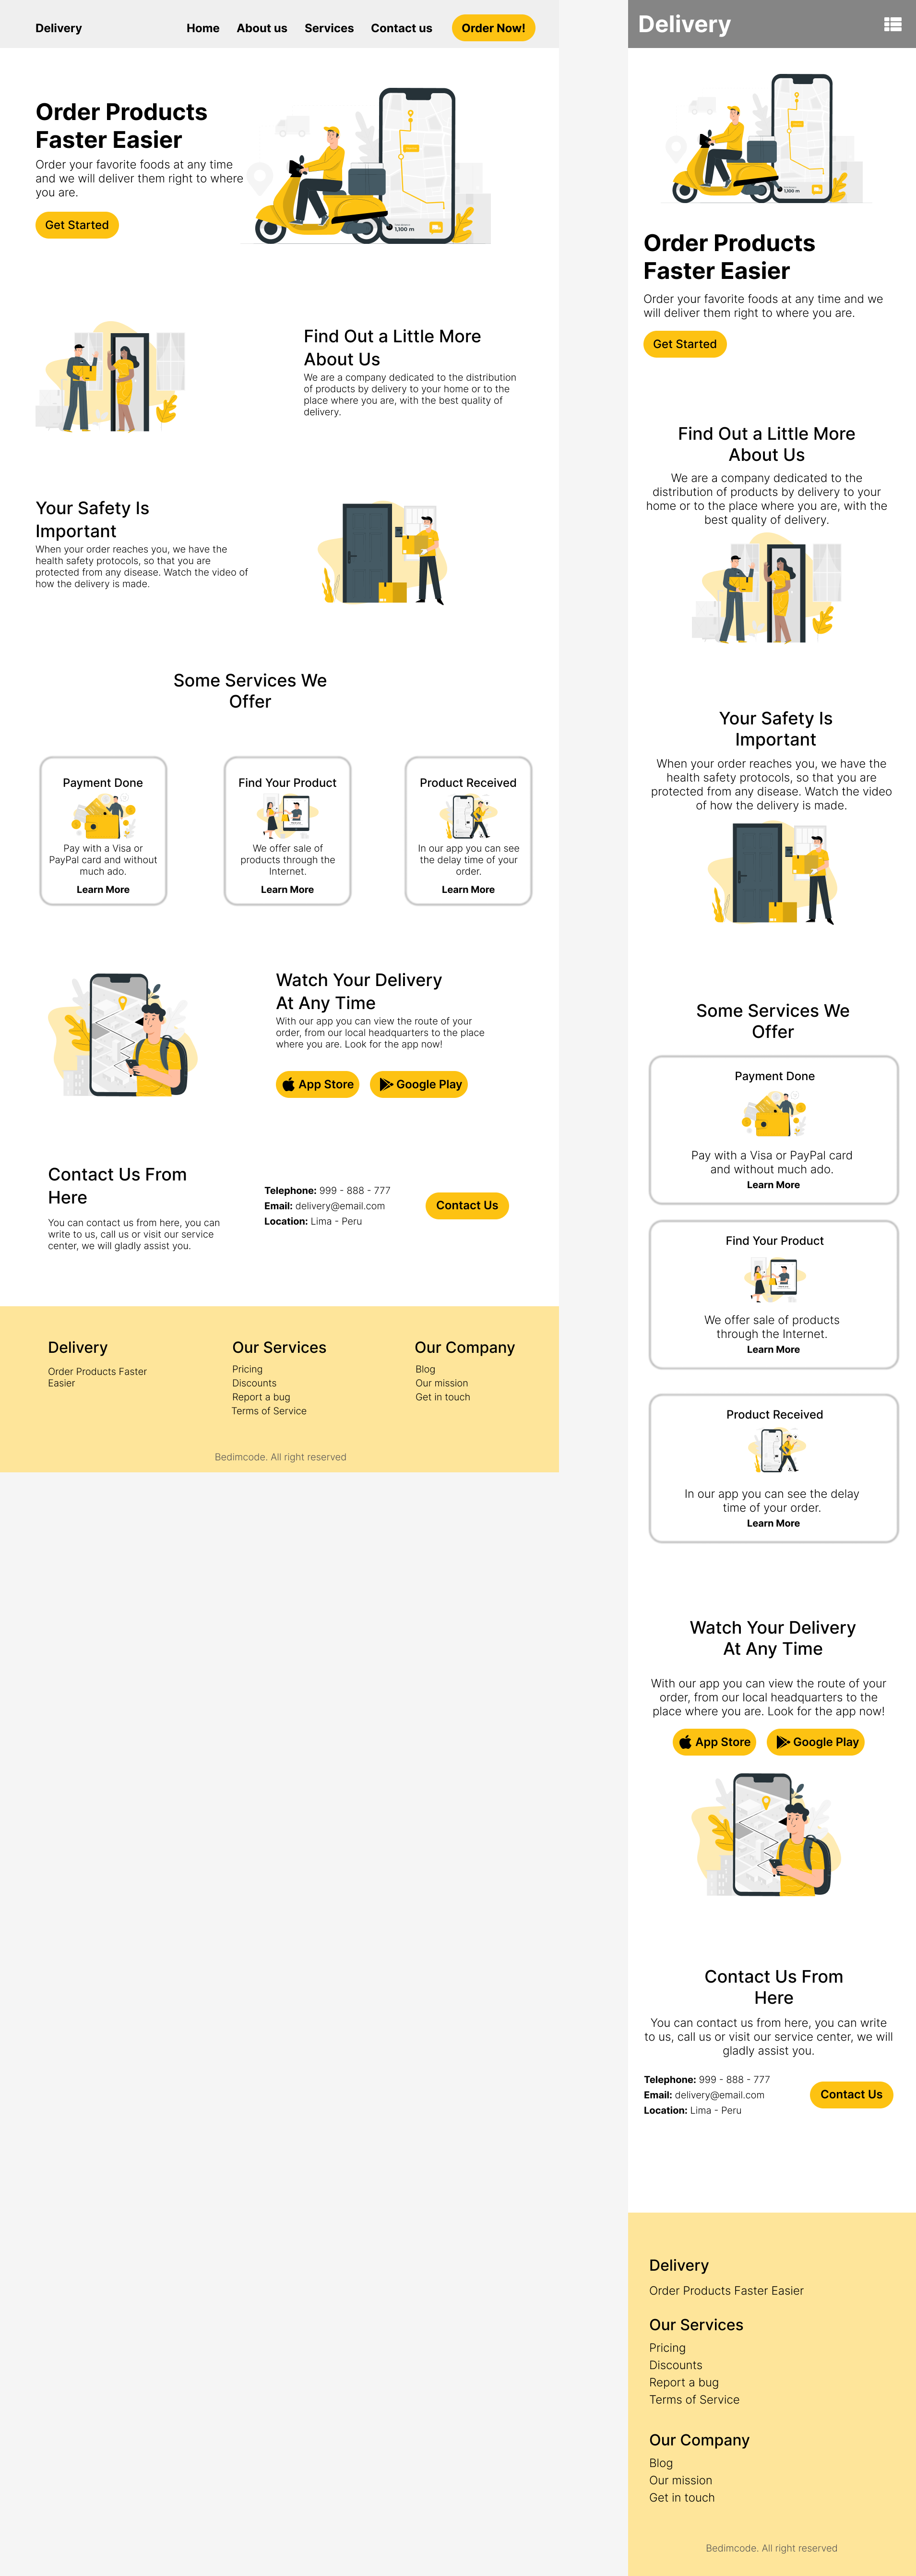 Delivery
Home About us Services Contact us Order Now!
Order Products
Faster Easier
Order your favorite foods at any time
and we will deliver them right to where
you are.
Get Started
1,100 m
Find Out a Little More
About Us
We are a company dedicated to the distribution
of products by delivery to your home or to the
place where you are, with the best quality of
delivery.
Your Safety Is
Important
When your order reaches you, we have the
health safety protocols, so that you are
protected from any disease. Watch the video of
how the delivery is made.
Some Services We
Offer
Payment Done
Pay with a Visa or
PayPal card and without
much ado.
Learn More
Find Your Product
We offer sale of
products through the
Internet.
Learn More
Product Received
In our app you can see
the delay time of your
order.
Learn More
Watch Your Delivery
At Any Time
With our app you can view the route of your
order, from our local headquarters to the place
where you are. Look for the app now!
App Store
Google Play
Contact Us From
Here
You can contact us from here, you can
write to us, call us or visit our service
center, we will gladly assist you.
Telephone: 999 - 888 - 777
Email: delivery@email.com
Location: Lima - Peru
Contact Us
Delivery
Order Products Faster
Easier
Our Services
Pricing
Discounts
Report a bug
Terms of Service
Our Company
Blog
Our mission
Get in touch
Bedimcode. All right reserved
Delivery
1,100 m
Order Products
Faster Easier
Order your favorite foods at any time and we
will deliver them right to where you are.
Get Started
Find Out a Little More
About Us
We are a company dedicated to the
distribution of products by delivery to your
home or to the place where you are, with the
best quality of delivery.
Your Safety Is
Important
When your order reaches you, we have the
health safety protocols, so that you are
protected from any disease. Watch the video
of how the delivery is made.
Some Services We
Offer
Payment Done
Pay with a Visa or PayPal card
and without much ado.
Learn More
Find Your Product
We offer sale of products
through the Internet.
Learn More
Product Received
In our app you can see the delay
time of your order.
Learn More
Watch Your Delivery
At Any Time
With our app you can view the route of your
order, from our local headquarters to the
place where you are. Look for the app now!
App Store
Google Play
Contact Us From
Here
You can contact us from here, you can write
to us, call us or visit our service center, we will
gladly assist you.
Telephone: 999 - 888 - 777
Email: delivery@email.com
Location: Lima - Peru
Contact Us
Delivery
Order Products Faster Easier
Our Services
Pricing
Discounts
Report a bug
Terms of Service
Our Company
Blog
Our mission
Get in touch
Bedimcode. All right reserved